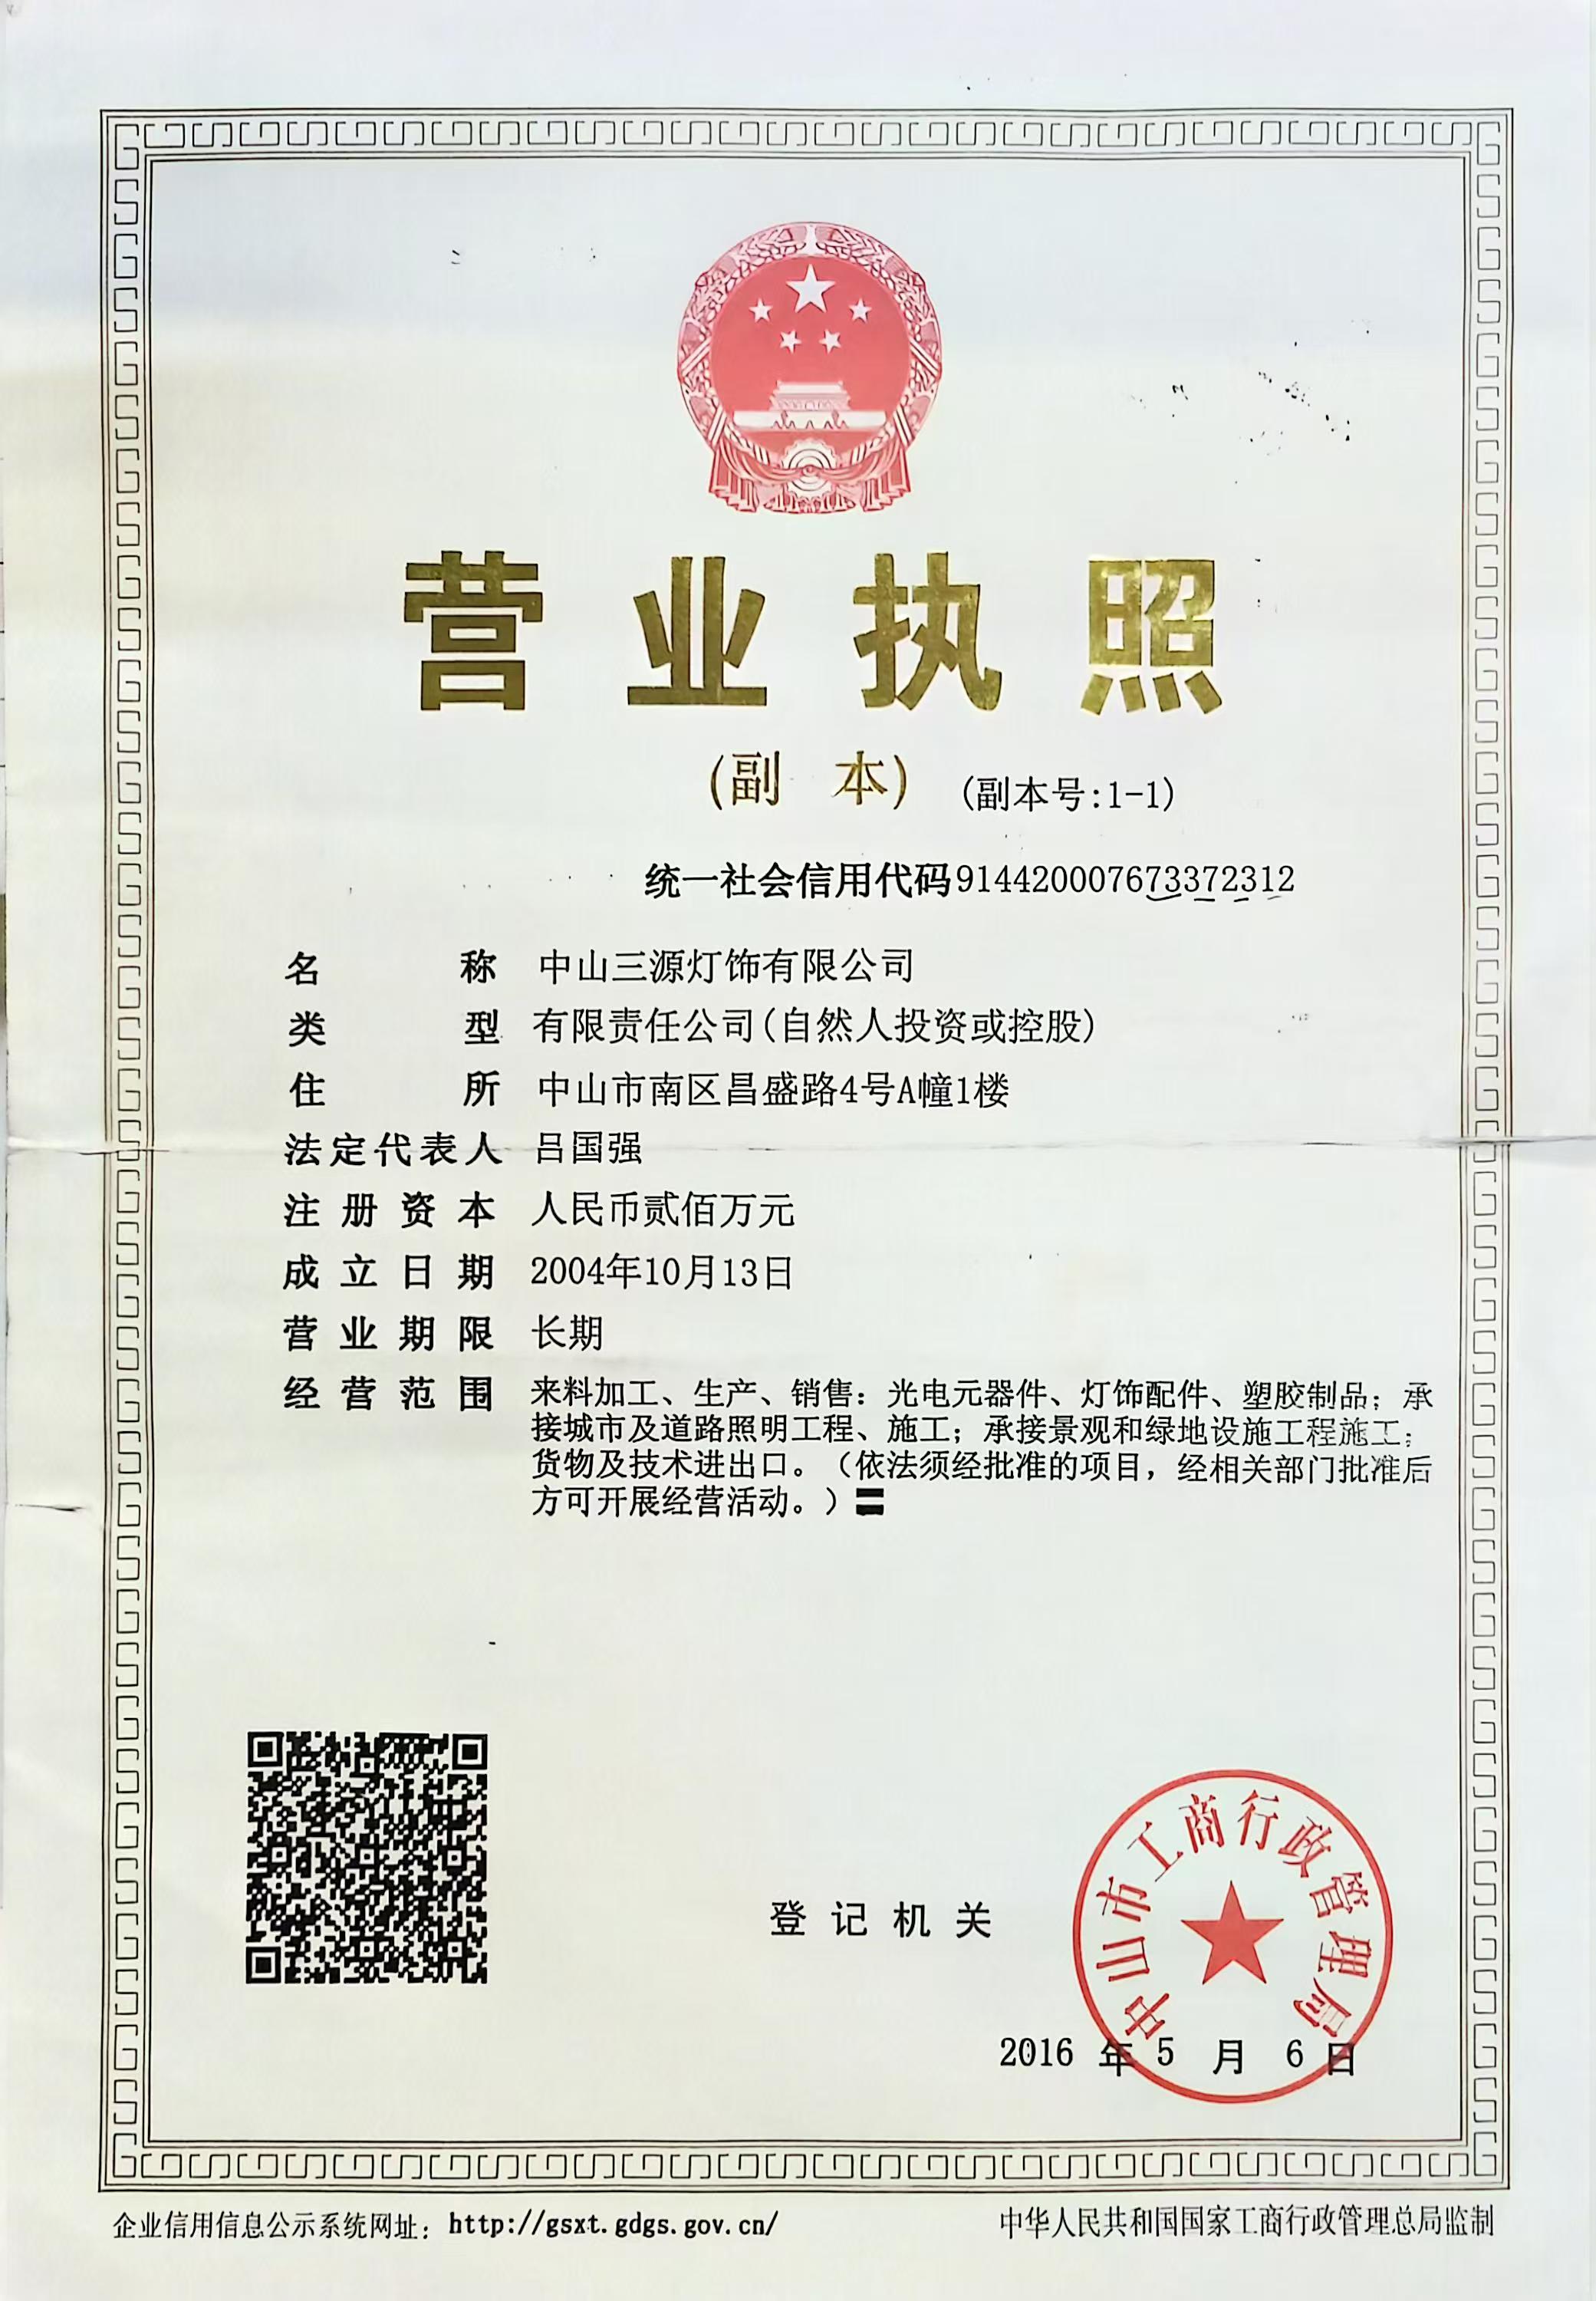 营业执照
(副 本) (副本号:1-1)
统一社会信用代码914420007673372312
名称 中山三源灯饰有限公司
类型 有限责任公司(自然人投资或控股)
住所 中山市南区昌盛路4号A幢1楼
法定代表人 吕国强
注册资本 人民币贰佰万元
成立日期 2004年10月13日
营业期限 长期
经营范围 来料加工、生产、销售：光电元器件、灯饰配件、塑胶制品；承
接城市及道路照明工程、施工；承接景观和绿地设施工程施工；
货物及技术进出口。（依法须经批准的项目，经相关部门批准后
方可开展经营活动。）
登记机关
中山市工商行政管理局
2016 年 5 月 6 日
企业信用信息公示系统网址：http://gsxt.gdgs.gov.cn/
中华人民共和国国家工商行政管理总局监制